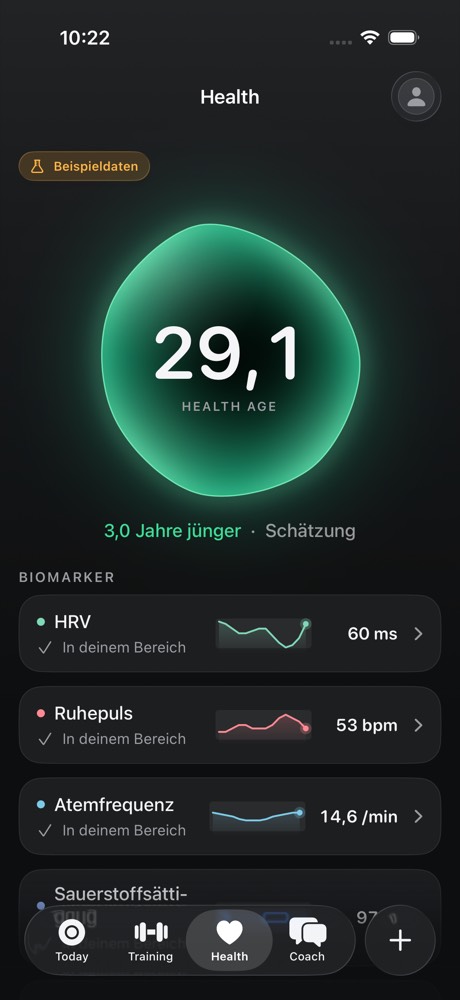 10:22
Health
Beispieldaten
29,1
HEALTH AGE
3,0 Jahre jünger · Schätzung
BIOMARKER
HRV
60 ms
In deinem Bereich
Ruhepuls
53 bpm
In deinem Bereich
Atemfrequenz
14,6 /min
In deinem Bereich
Sauerstoffsätti-
97
Today
Training
Health
Coach